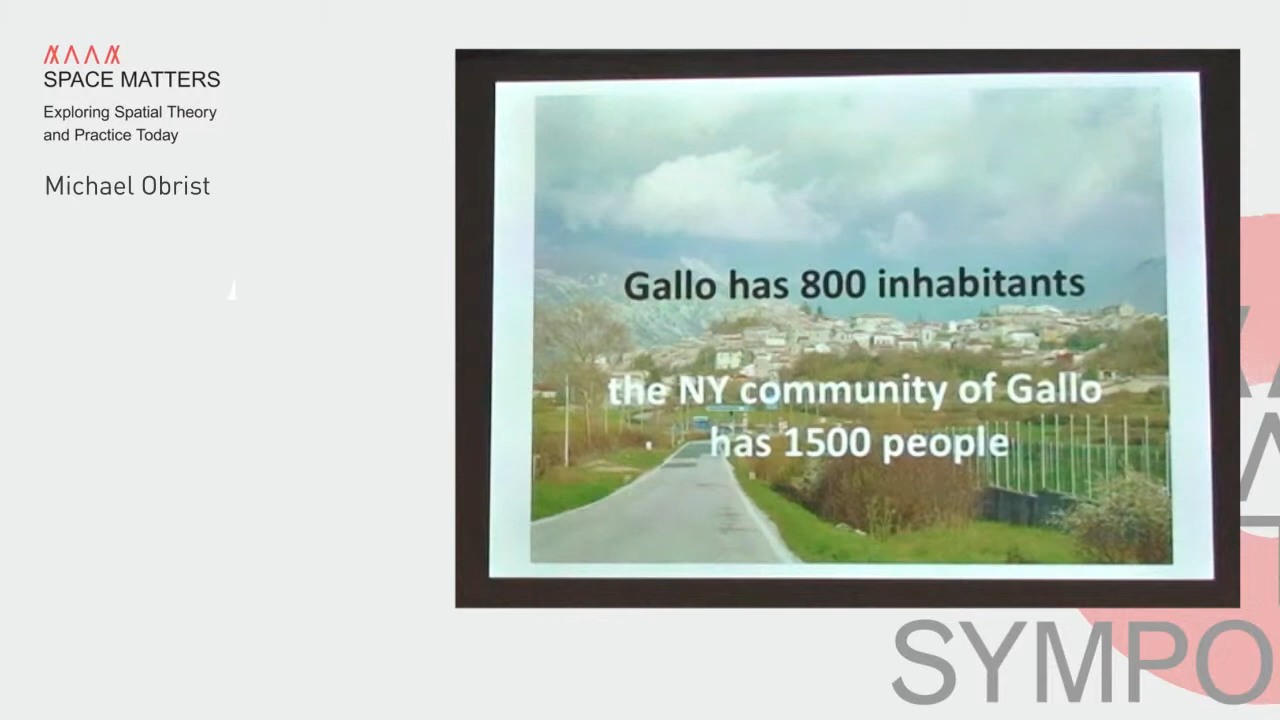 SPACE MATTERS
Exploring Spatial Theory
and Practice Today
Michael Obrist
Gallo has 800 inhabitants
the NY community of Gallo
has 1500 people
SYMPO